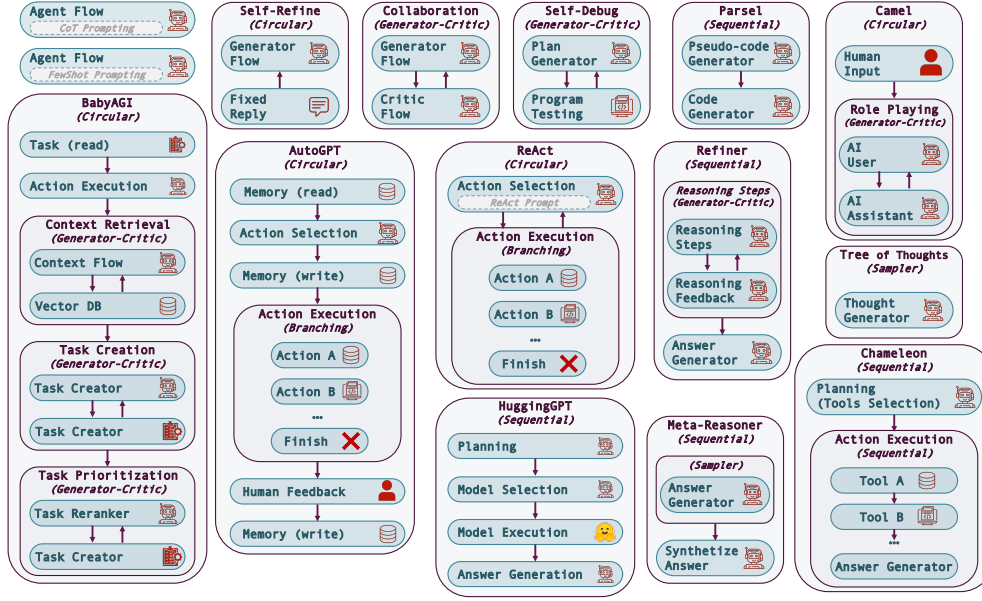 Agent Flow
CoT Prompting
Agent Flow
FewShot Prompting
BabyAGI
(Circular)
Task (read)
Action Execution
Context Retrieval
(Generator-Critic)
Context Flow
Vector DB
Task Creation
(Generator-Critic)
Task Creator
Task Creator
Task Prioritization
(Generator-Critic)
Task Reranker
Task Creator
Self-Refine
(Circular)
Generator
Flow
Fixed
Reply
Collaboration
(Generator-Critic)
Generator
Flow
Critic
Flow
Self-Debug
(Generator-Critic)
Plan
Generator
Program
Testing
Parsel
(Sequential)
Pseudo-code
Generator
Code
Generator
Camel
(Circular)
Human
Input
Role Playing
(Generator-Critic)
AI
User
AI
Assistant
AutoGPT
(Circular)
Memory (read)
Action Selection
Memory (write)
Action Execution
(Branching)
Action A
Action B
...
Finish
Human Feedback
Memory (write)
ReAct
(Circular)
Action Selection
ReAct Prompt
Action Execution
(Branching)
Action A
Action B
...
Finish
Refiner
(Sequential)
Reasoning Steps
(Generator-Critic)
Reasoning
Steps
Reasoning
Feedback
Answer
Generator
Tree of Thoughts
(Sampler)
Thought
Generator
HuggingGPT
(Sequential)
Planning
Model Selection
Model Execution
Answer Generation
Meta-Reasoner
(Sequential)
(Sampler)
Answer
Generator
Synthetize
Answer
Chameleon
(Sequential)
Planning
(Tools Selection)
Action Execution
(Sequential)
Tool A
Tool B
...
Answer Generator